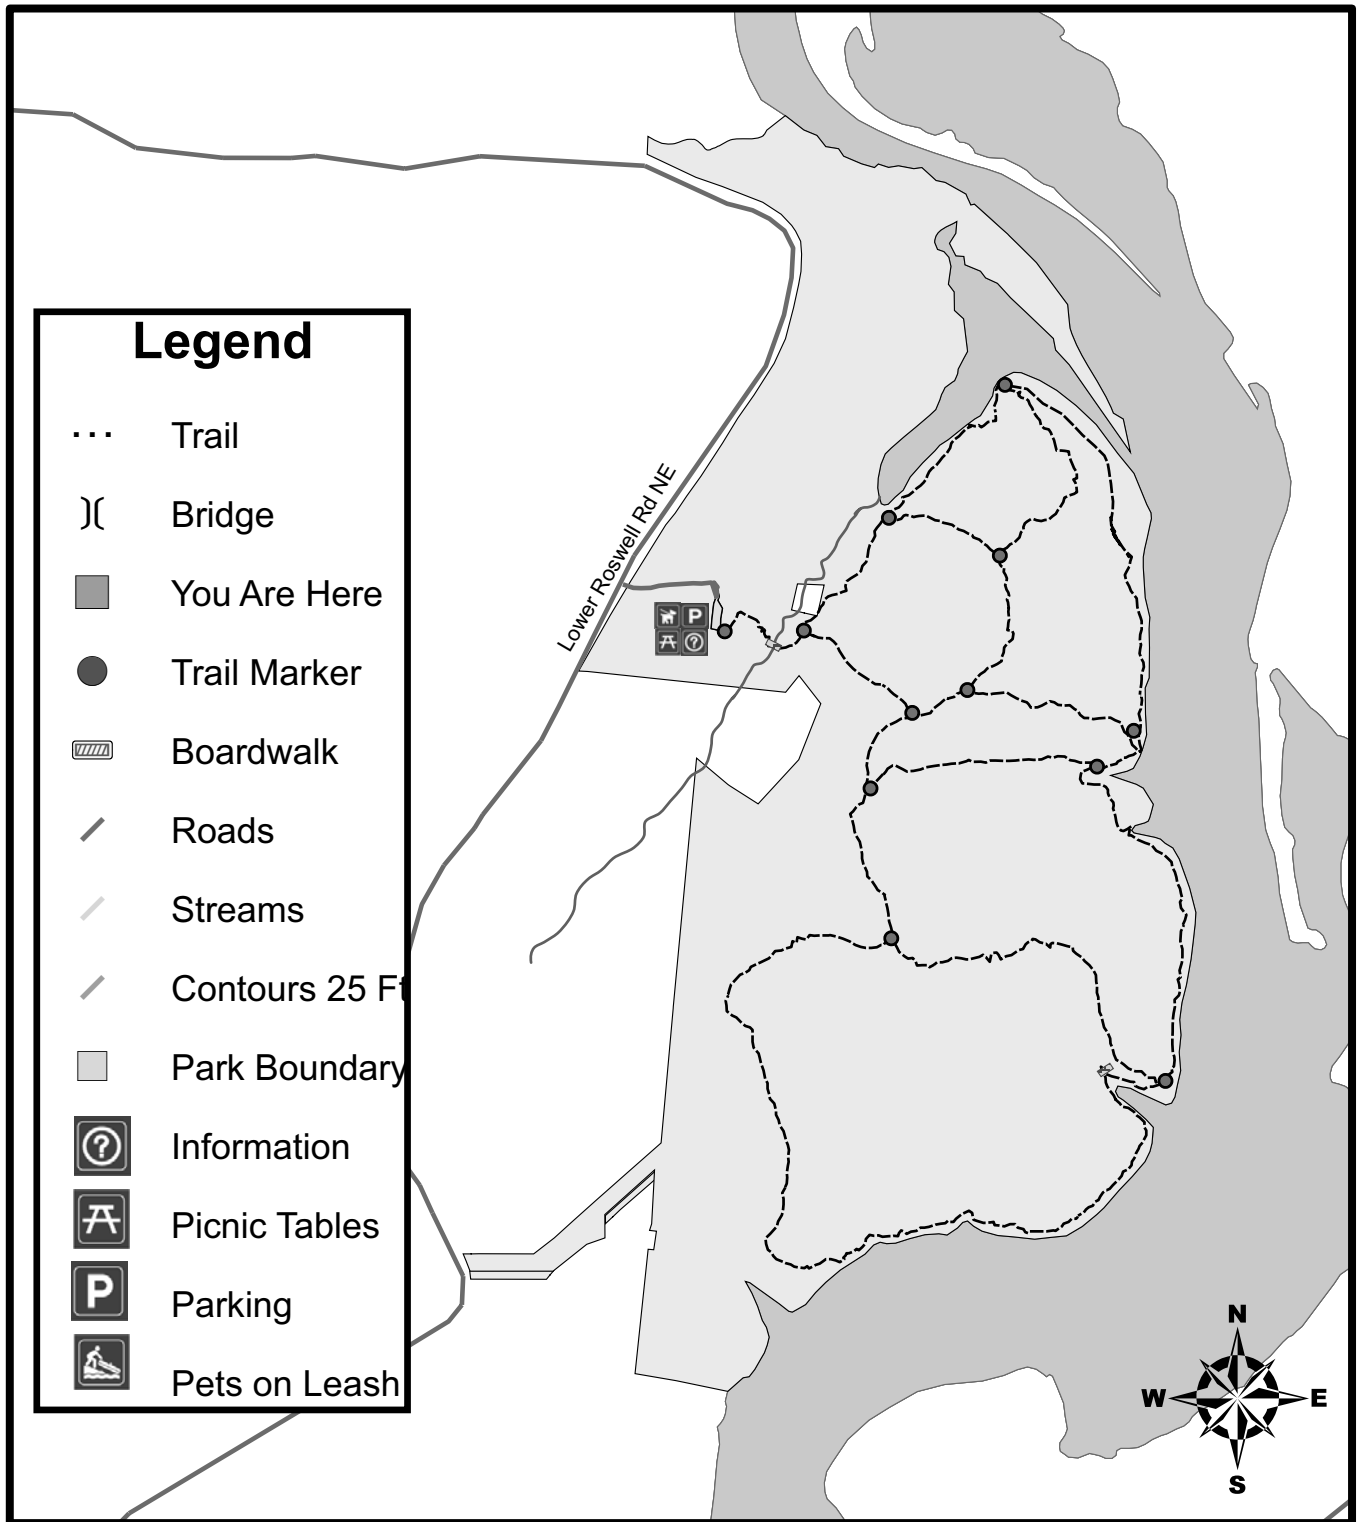 Legend
Trail
Bridge
You Are Here
Trail Marker
Boardwalk
Roads
Streams
Contours 25 Ft
Park Boundary
?
Information
Picnic Tables
P
Parking
Pets on Leash
Lower Roswell Rd NE
P
?
N
W E
S